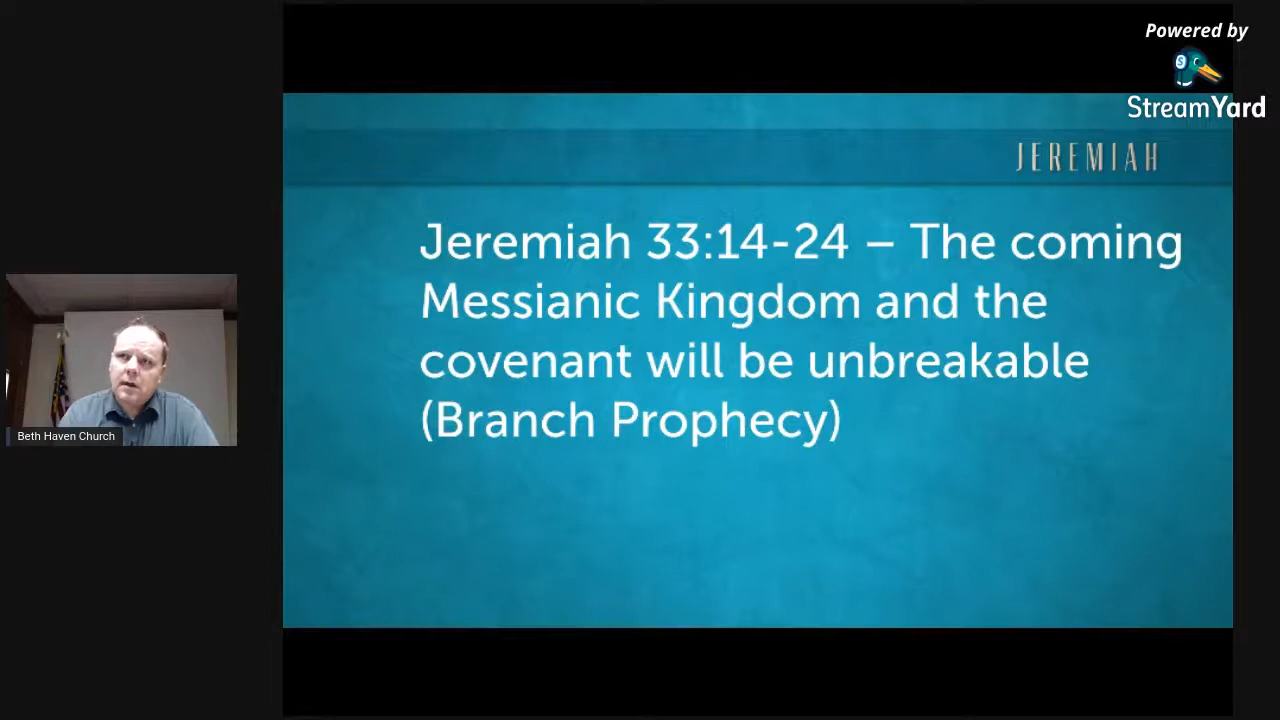 Powered by
StreamYard
JEREMIAH
Jeremiah 33:14-24 – The coming
Messianic Kingdom and the
covenant will be unbreakable
(Branch Prophecy)
Beth Haven Church